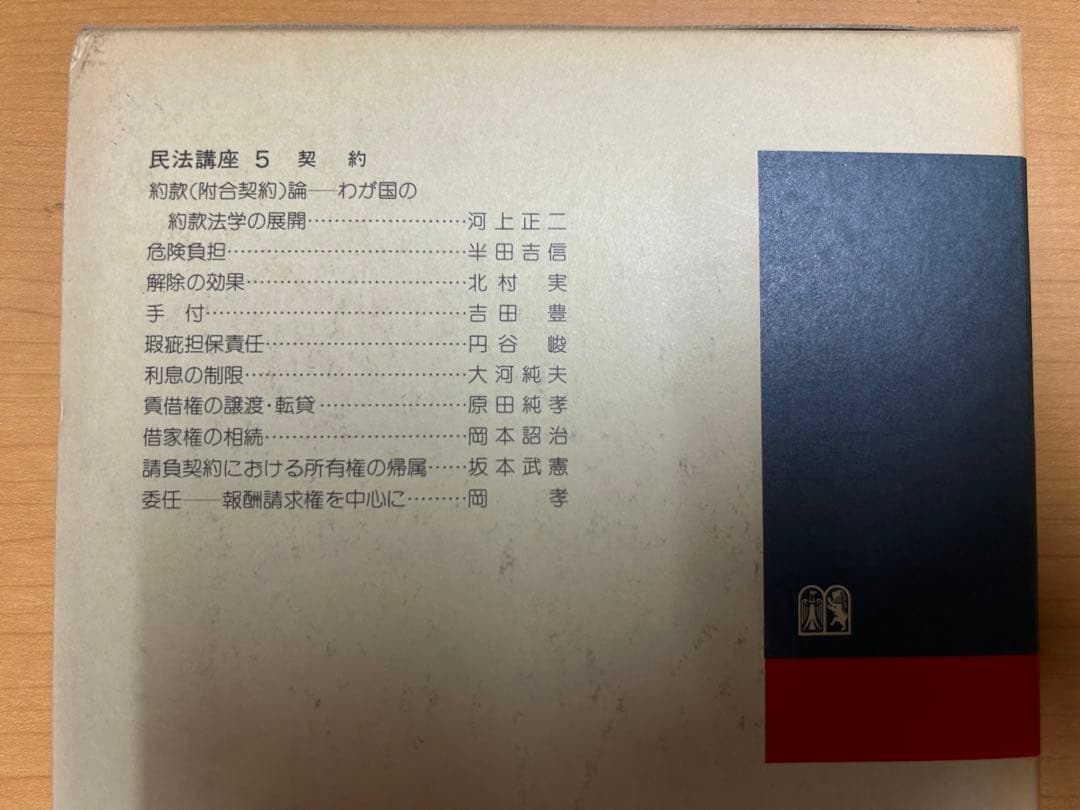 民法講座 5 契約
約款(附合契約)論──わが国の
約款法学の展開……………………河上正二
危険負担………………………………半田吉信
解除の効果……………………………北村 実
手 付…………………………………吉田 豊
瑕疵担保責任…………………………円谷 峻
利息の制限……………………………大河純夫
賃借権の譲渡・転貸…………………原田純孝
借家権の相続…………………………岡本詔治
請負契約における所有権の帰属……坂本武憲
委任──報酬請求権を中心に………岡 孝